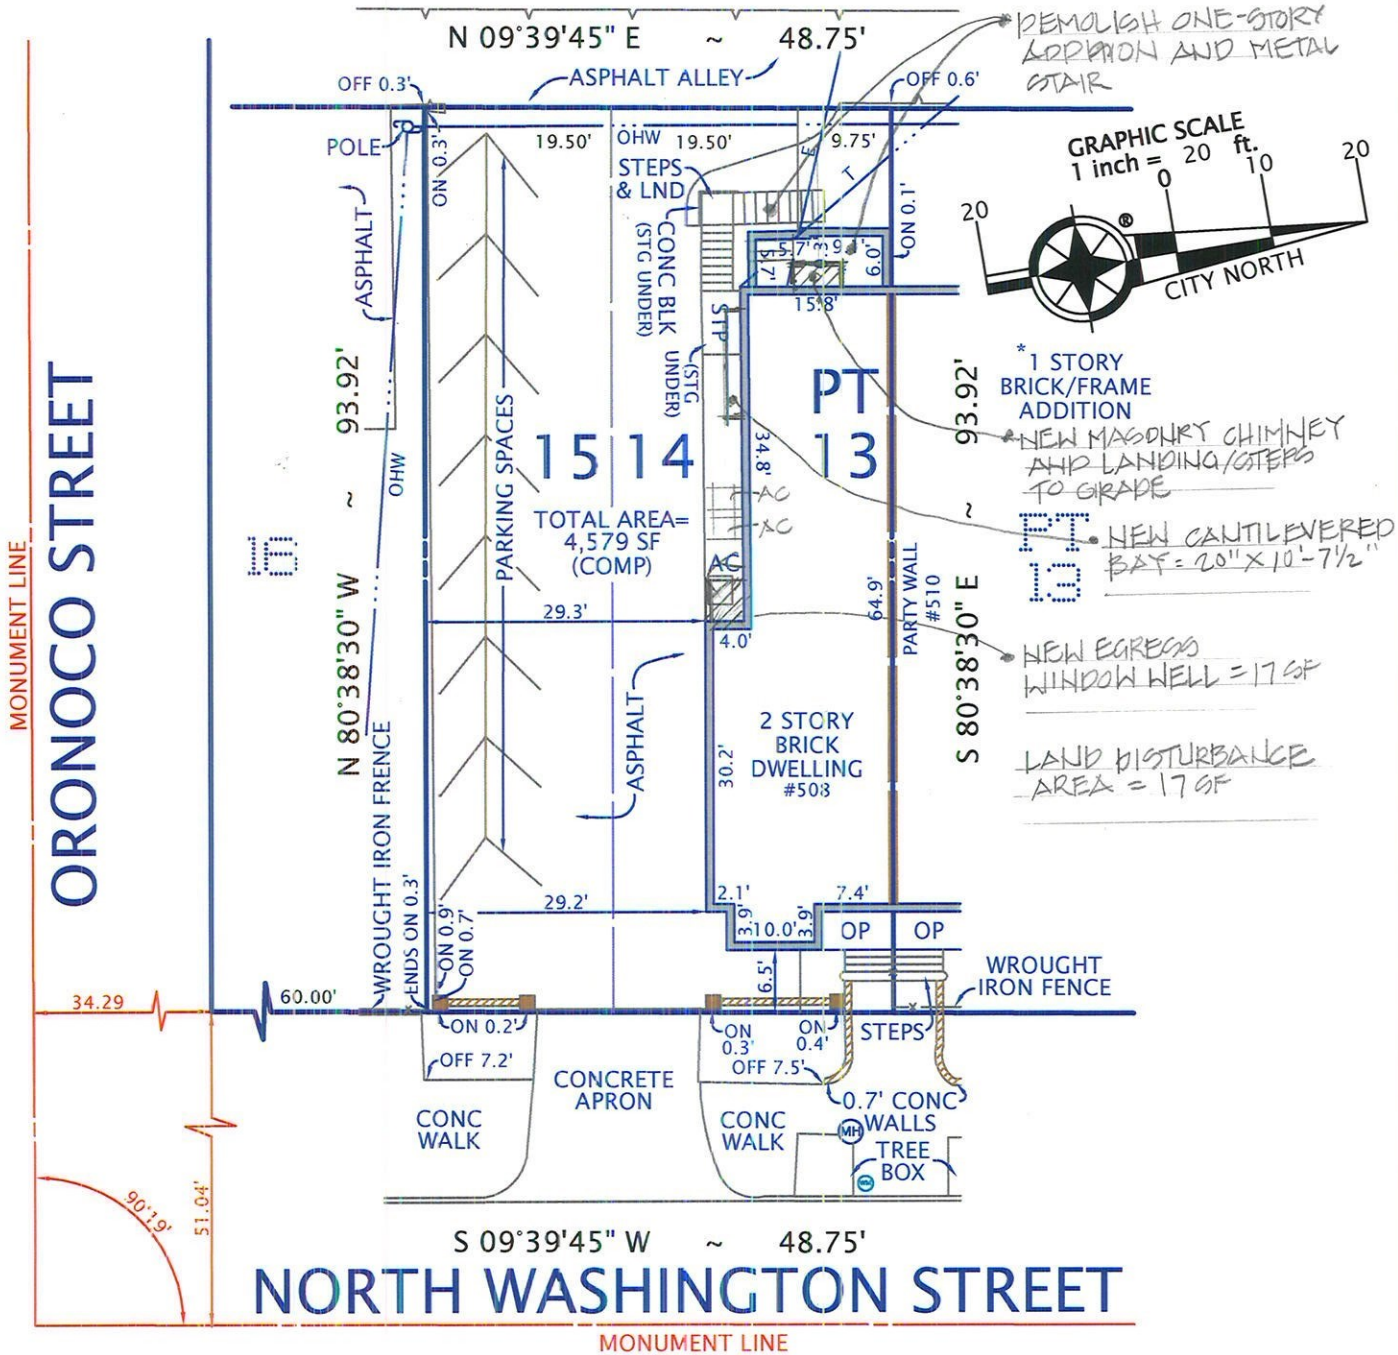 N 09°39'45" E ~ 48.75'
DEMOLISH ONE-STORY
ADDITION AND METAL
STAIR
OFF 0.3'
ASPHALT ALLEY
OFF 0.6'
POLE
ON 0.3'
19.50'
OHW
19.50'
9.75'
E
T
STEPS
& LND
ON 0.1'
GRAPHIC SCALE
1 inch = 20 ft.
20
0
10
20
®
CITY NORTH
ASPHALT
CONC BLK
(STG UNDER)
5.7'
6.0'
15.8'
STP
(STG
UNDER)
93.92'
~
N 80°38'30" W
OHW
PARKING SPACES
15
14
PT
13
34.8'
93.92'
~
S 80°38'30" E
*1 STORY
BRICK/FRAME
ADDITION
NEW MASONRY CHIMNEY
AND LANDING/STEPS
TO GRADE
PT
13
NEW CANTILEVERED
BAY = 20" X 10'-7½"
16
TOTAL AREA=
4,579 SF
(COMP)
AC
AC
AC
64.9'
PARTY WALL
#510
29.3'
4.0'
NEW EGRESS
WINDOW WELL = 17 SF
LAND DISTURBANCE
AREA = 17 SF
ORONOCO STREET
MONUMENT LINE
ASPHALT
30.2'
2 STORY
BRICK
DWELLING
#508
WROUGHT IRON FRENCE
ENDS ON 0.3'
ON 0.9'
ON 0.7'
29.2'
2.1'
7.4'
3.9'
10.0'
3.9'
OP
OP
6.5'
WROUGHT
IRON FENCE
34.29
60.00'
ON 0.2'
ON
0.3'
ON
0.4'
STEPS
OFF 7.2'
OFF 7.5'
CONCRETE
APRON
CONC
WALK
CONC
WALK
0.7' CONC
WALLS
MH
TREE
BOX
90°19'
51.04'
S 09°39'45" W ~ 48.75'
NORTH WASHINGTON STREET
MONUMENT LINE